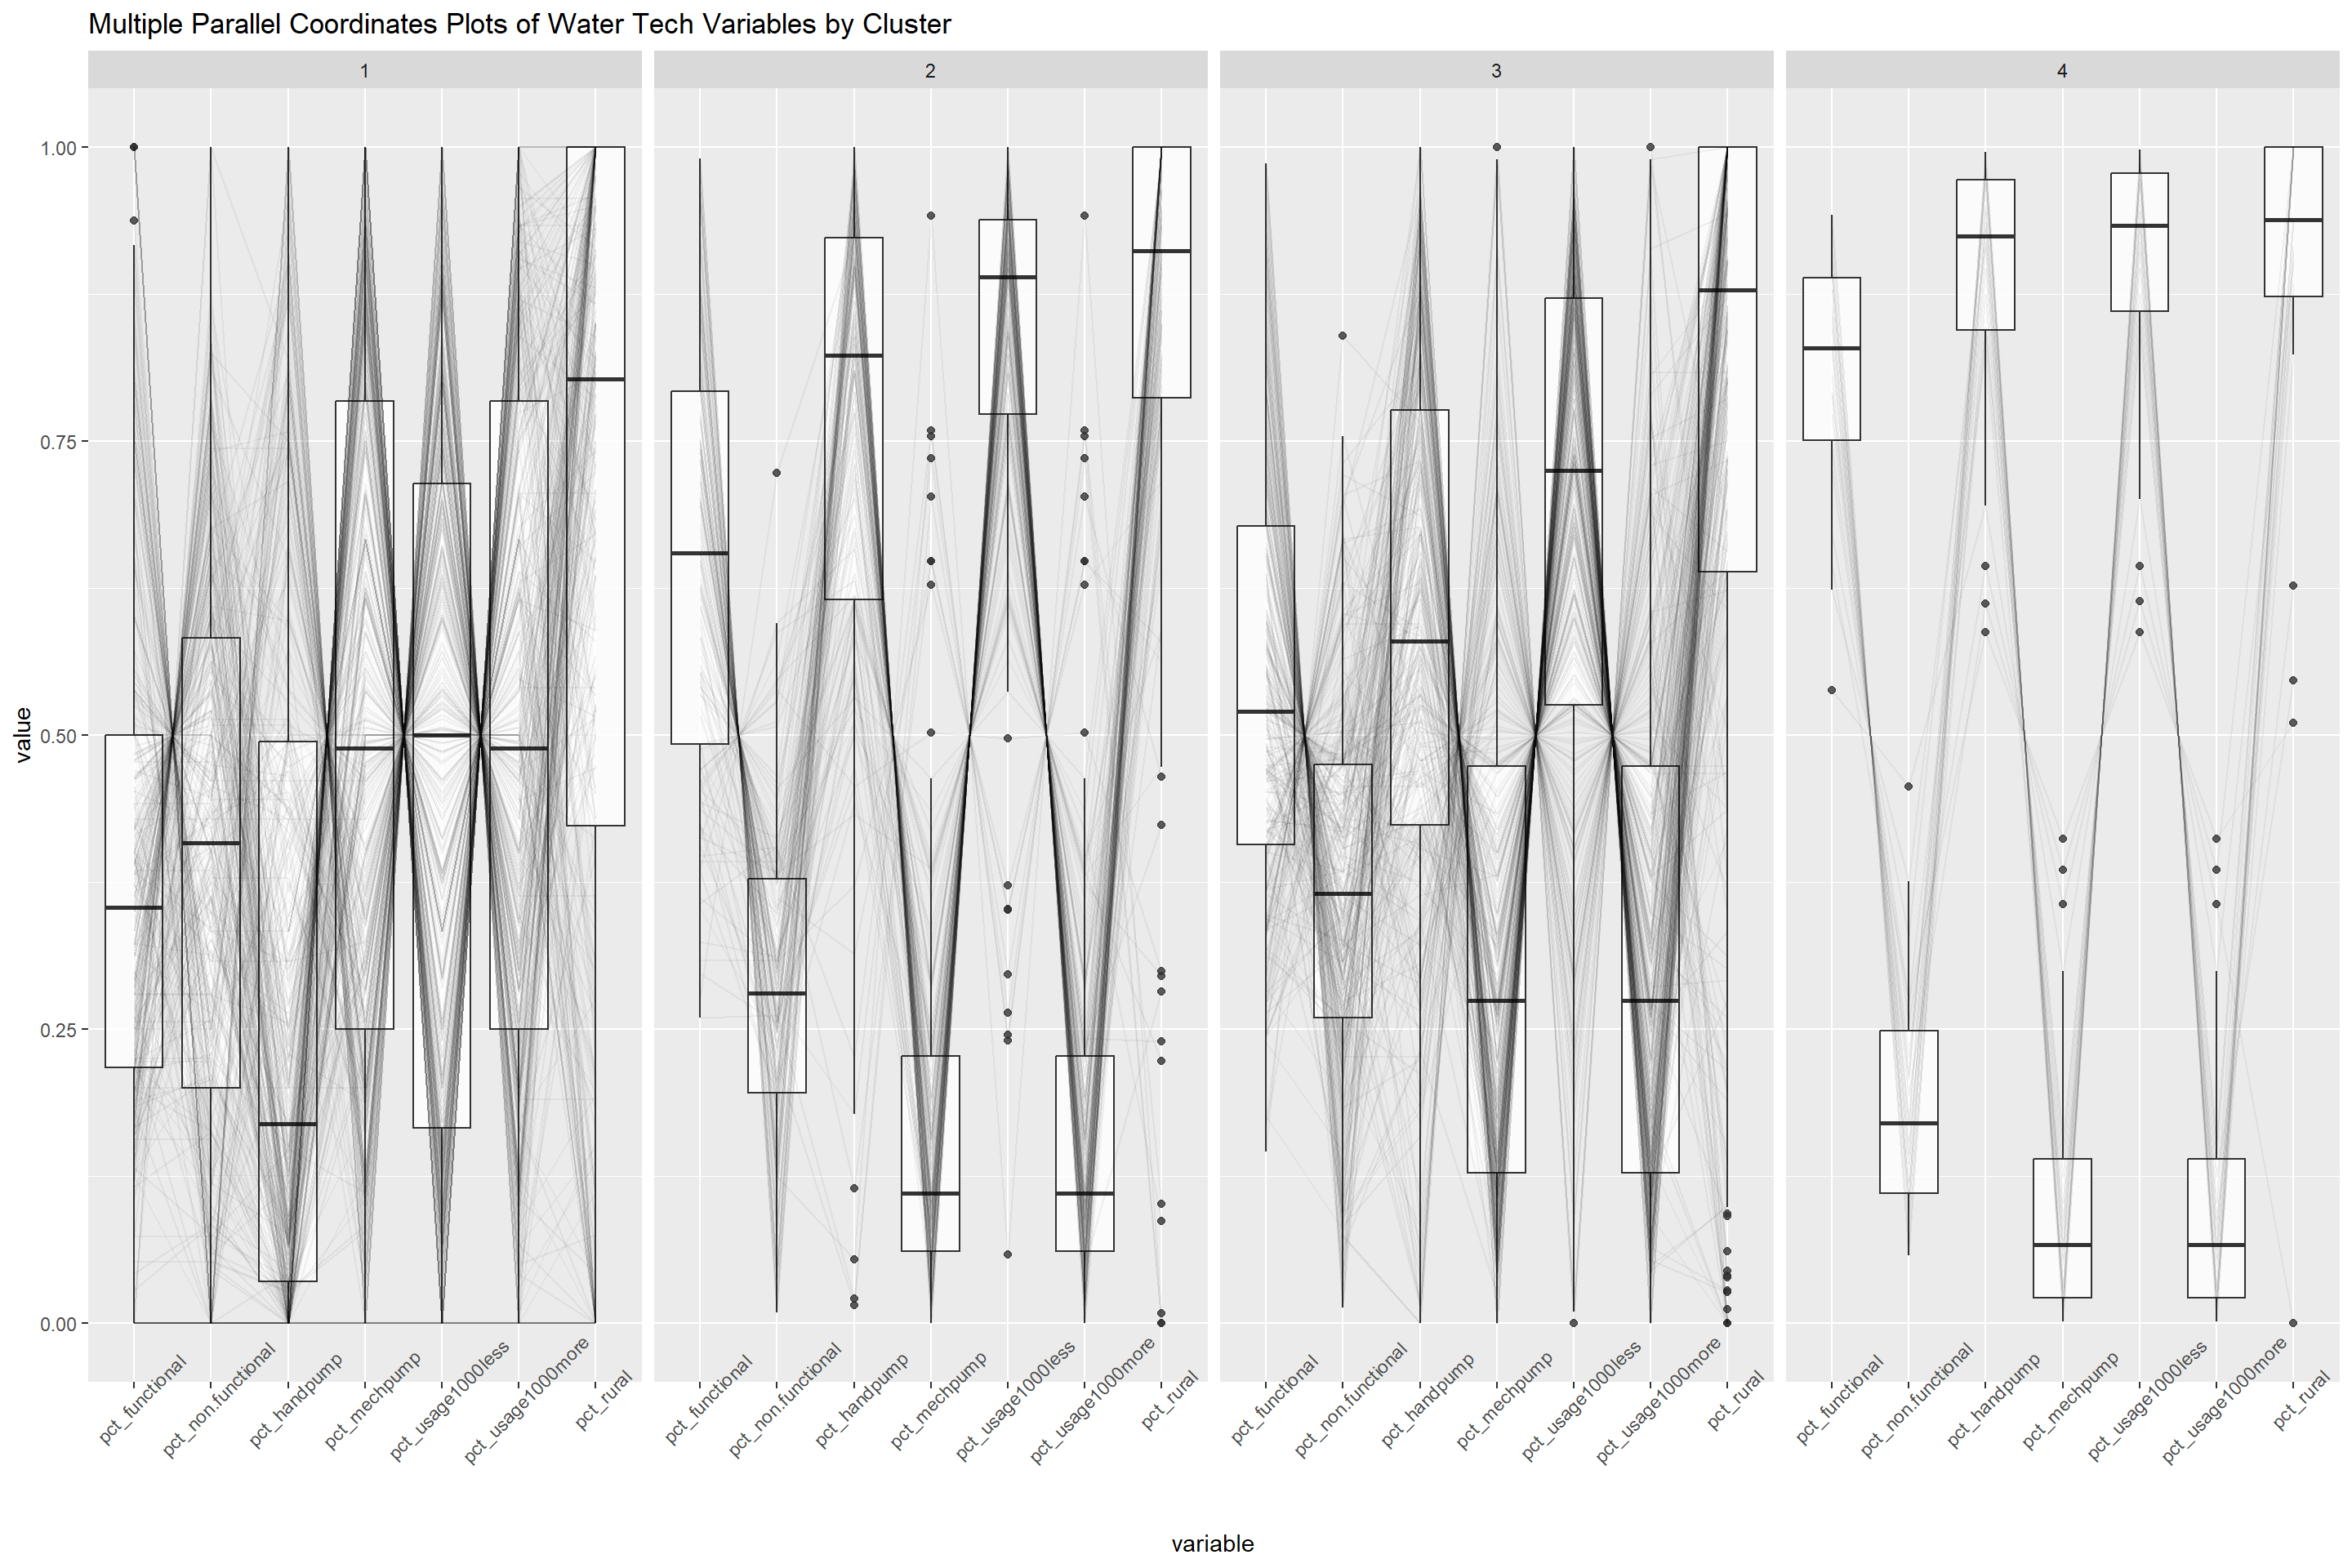 Multiple Parallel Coordinates Plots of Water Tech Variables by Cluster
1 2 3 4
1.00
0.75
0.50
0.25
0.00
value
pct_functional pct_non.functional pct_handpump pct_mechpump pct_usage1000less pct_usage1000more pct_rural
pct_functional pct_non.functional pct_handpump pct_mechpump pct_usage1000less pct_usage1000more pct_rural
pct_functional pct_non.functional pct_handpump pct_mechpump pct_usage1000less pct_usage1000more pct_rural
pct_functional pct_non.functional pct_handpump pct_mechpump pct_usage1000less pct_usage1000more pct_rural
variable